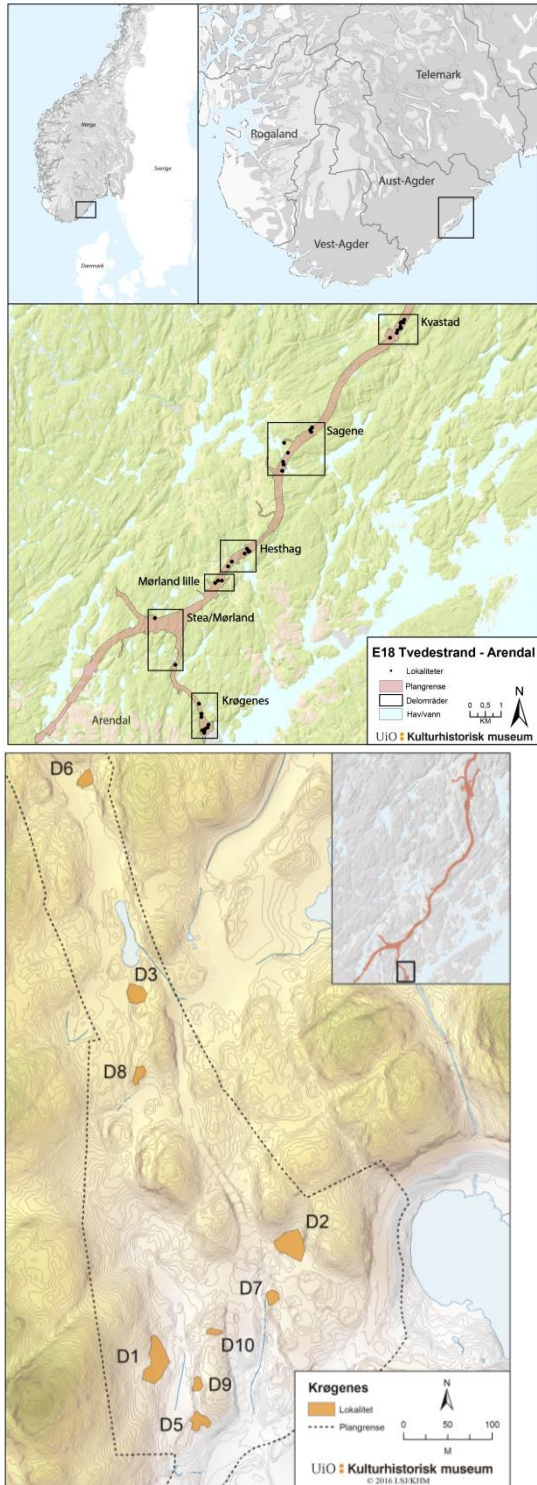 Norge
Sverige
Danmark
Telemark
Rogaland
Aust-Agder
Vest-Agder
Kvastad
Sagene
Hesthag
Mørland lille
Stea/Mørland
Krøgenes
Arendal
E18 Tvedestrand - Arendal
Lokaliteter
Plangrense
Delområder
Hav/vann
0 0,5 1
KM
N
UiO Kulturhistorisk museum
D6
D3
D8
D2
D7
D10
D1
D9
D5
Krøgenes
Lokalitet
Plangrense
N
0 50 100
M
UiO Kulturhistorisk museum
© 2016 LSJ/KHM